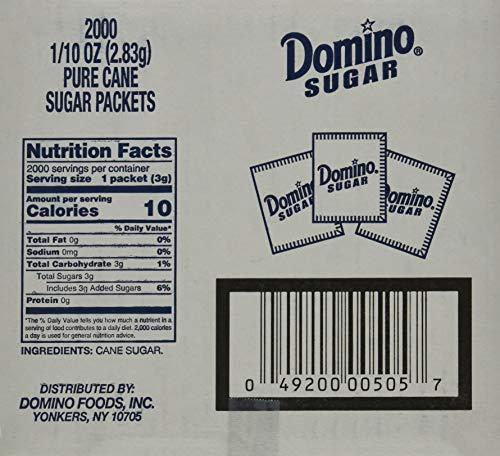 2000
1/10 OZ (2.83g)
PURE CANE
SUGAR PACKETS
Nutrition Facts
2000 servings per container
Serving size 1 packet (3g)
Amount per serving
Calories 10
% Daily Value*
Total Fat 0g 0%
Sodium 0mg 0%
Total Carbohydrate 3g 1%
Total Sugars 3g
Includes 3g Added Sugars 6%
Protein 0g
*The % Daily Value tells you how much a nutrient in a
serving of food contributes to a daily diet. 2,000 calories
a day is used for general nutrition advice.
INGREDIENTS: CANE SUGAR.
DISTRIBUTED BY:
DOMINO FOODS, INC.
YONKERS, NY 10705
Domino®
SUGAR
Domino
SUGAR
Domino
SUGAR
Domino
SUGAR
0 49200 00505 7